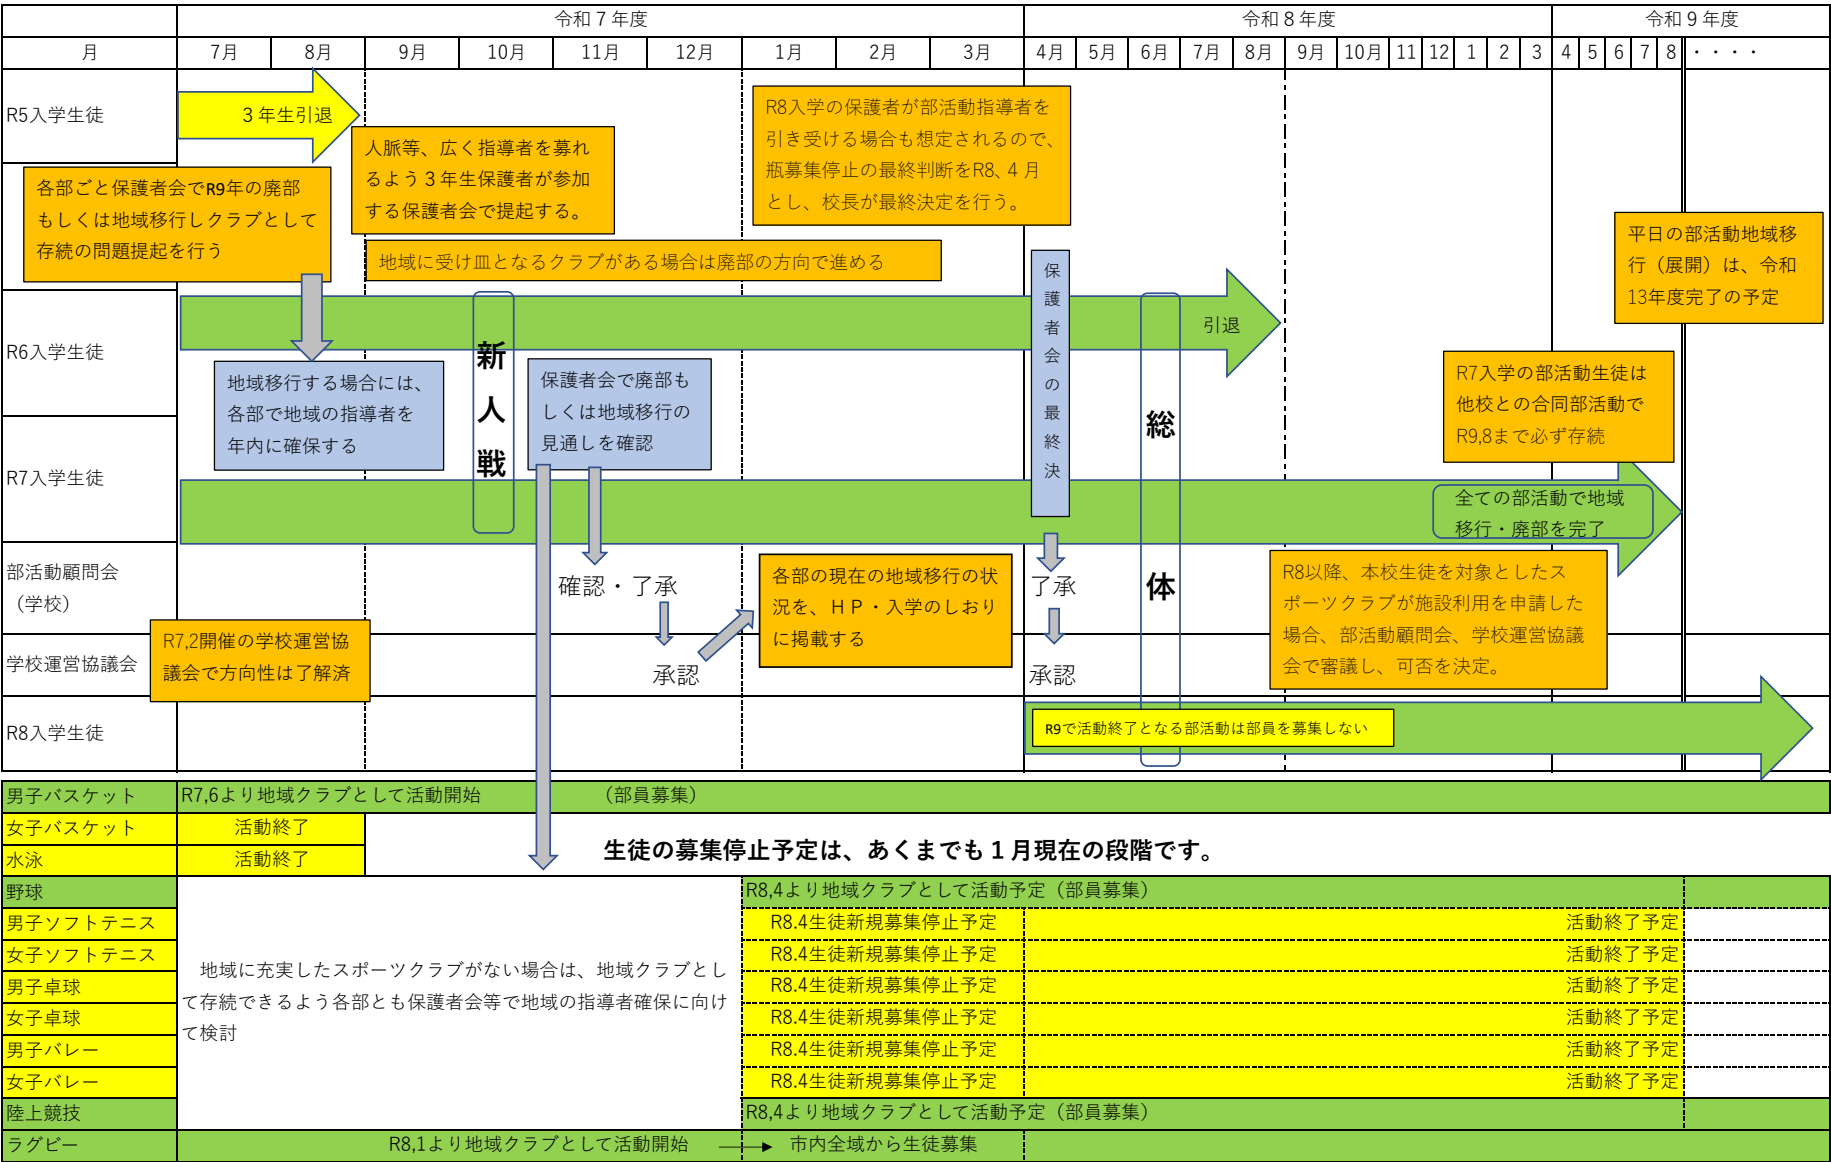 令和７年度
令和８年度
令和９年度
月
7月
8月
9月
10月
11月
12月
1月
2月
3月
4月
5月
6月
7月
8月
9月
10月
11
12
1
2
3
4
5
6
7
8
・・・・
R5入学生徒
３年生引退
各部ごと保護者会でR9年の廃部
もしくは地域移行しクラブとして
存続の問題提起を行う
人脈等、広く指導者を募れ
るよう３年生保護者が参加
する保護者会で提起する。
R8入学の保護者が部活動指導者を
引き受ける場合も想定されるので、
瓶募集停止の最終判断をR8、４月
とし、校長が最終決定を行う。
地域に受け皿となるクラブがある場合は廃部の方向で進める
平日の部活動地域移
行（展開）は、令和
13年度完了の予定
R6入学生徒
引退
地域移行する場合には、
各部で地域の指導者を
年内に確保する
新人戦
保護者会で廃部も
しくは地域移行の
見通しを確認
保護者会の最終決
総体
R7入学の部活動生徒は
他校との合同部活動で
R9,8まで必ず存続
R7入学生徒
全ての部活動で地域
移行・廃部を完了
部活動顧問会
（学校）
確認・了承
各部の現在の地域移行の状
況を、ＨＰ・入学のしおり
に掲載する
了承
R8以降、本校生徒を対象としたス
ポーツクラブが施設利用を申請した
場合、部活動顧問会、学校運営協議
会で審議し、可否を決定。
学校運営協議会
R7,2開催の学校運営協
議会で方向性は了解済
承認
承認
R8入学生徒
R9で活動終了となる部活動は部員を募集しない
男子バスケット
R7,6より地域クラブとして活動開始
（部員募集）
女子バスケット
活動終了
水泳
活動終了
生徒の募集停止予定は、あくまでも１月現在の段階です。
野球
R8,4より地域クラブとして活動予定（部員募集）
男子ソフトテニス
R8.4生徒新規募集停止予定
活動終了予定
女子ソフトテニス
R8.4生徒新規募集停止予定
活動終了予定
男子卓球
R8.4生徒新規募集停止予定
活動終了予定
女子卓球
R8.4生徒新規募集停止予定
活動終了予定
男子バレー
R8.4生徒新規募集停止予定
活動終了予定
女子バレー
R8.4生徒新規募集停止予定
活動終了予定
地域に充実したスポーツクラブがない場合は、地域クラブとし
て存続できるよう各部とも保護者会等で地域の指導者確保に向け
て検討
陸上競技
R8,4より地域クラブとして活動予定（部員募集）
ラグビー
R8,1より地域クラブとして活動開始
市内全域から生徒募集